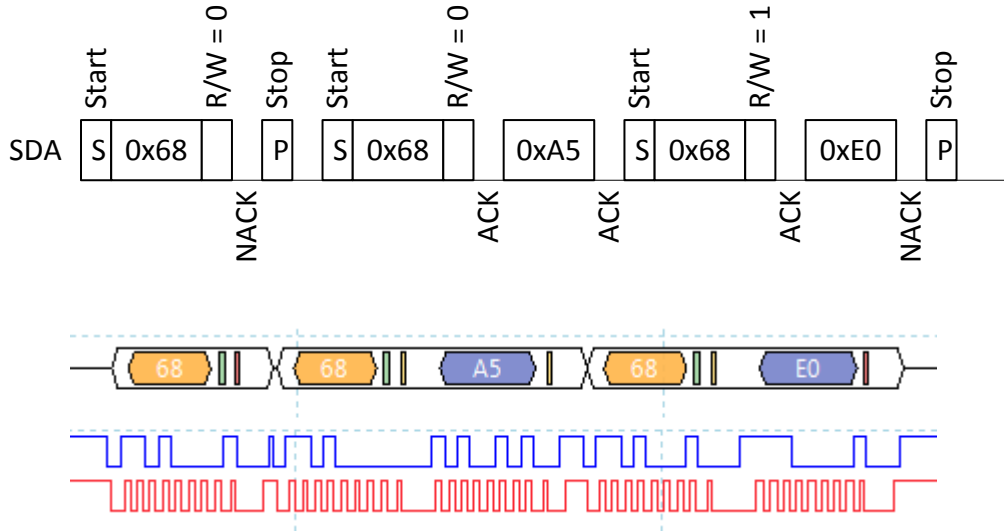 Start R/W = 0 Stop Start R/W = 0 Start R/W = 1 Stop
SDA S 0x68 P S 0x68 0xA5 S 0x68 0xE0 P
NACK ACK ACK ACK NACK
68 68 A5 68 E0